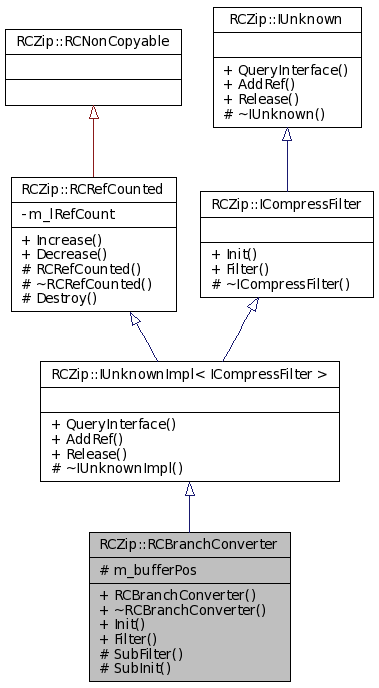 RCZip::RCNonCopyable
RCZip::IUnknown
+ QueryInterface()
+ AddRef()
+ Release()
# ~IUnknown()
RCZip::RCRefCounted
- m_lRefCount
+ Increase()
+ Decrease()
# RCRefCounted()
# ~RCRefCounted()
# Destroy()
RCZip::ICompressFilter
+ Init()
+ Filter()
# ~ICompressFilter()
RCZip::IUnknownImpl< ICompressFilter >
+ QueryInterface()
+ AddRef()
+ Release()
# ~IUnknownImpl()
RCZip::RCBranchConverter
# m_bufferPos
+ RCBranchConverter()
+ ~RCBranchConverter()
+ Init()
+ Filter()
# SubFilter()
# SubInit()